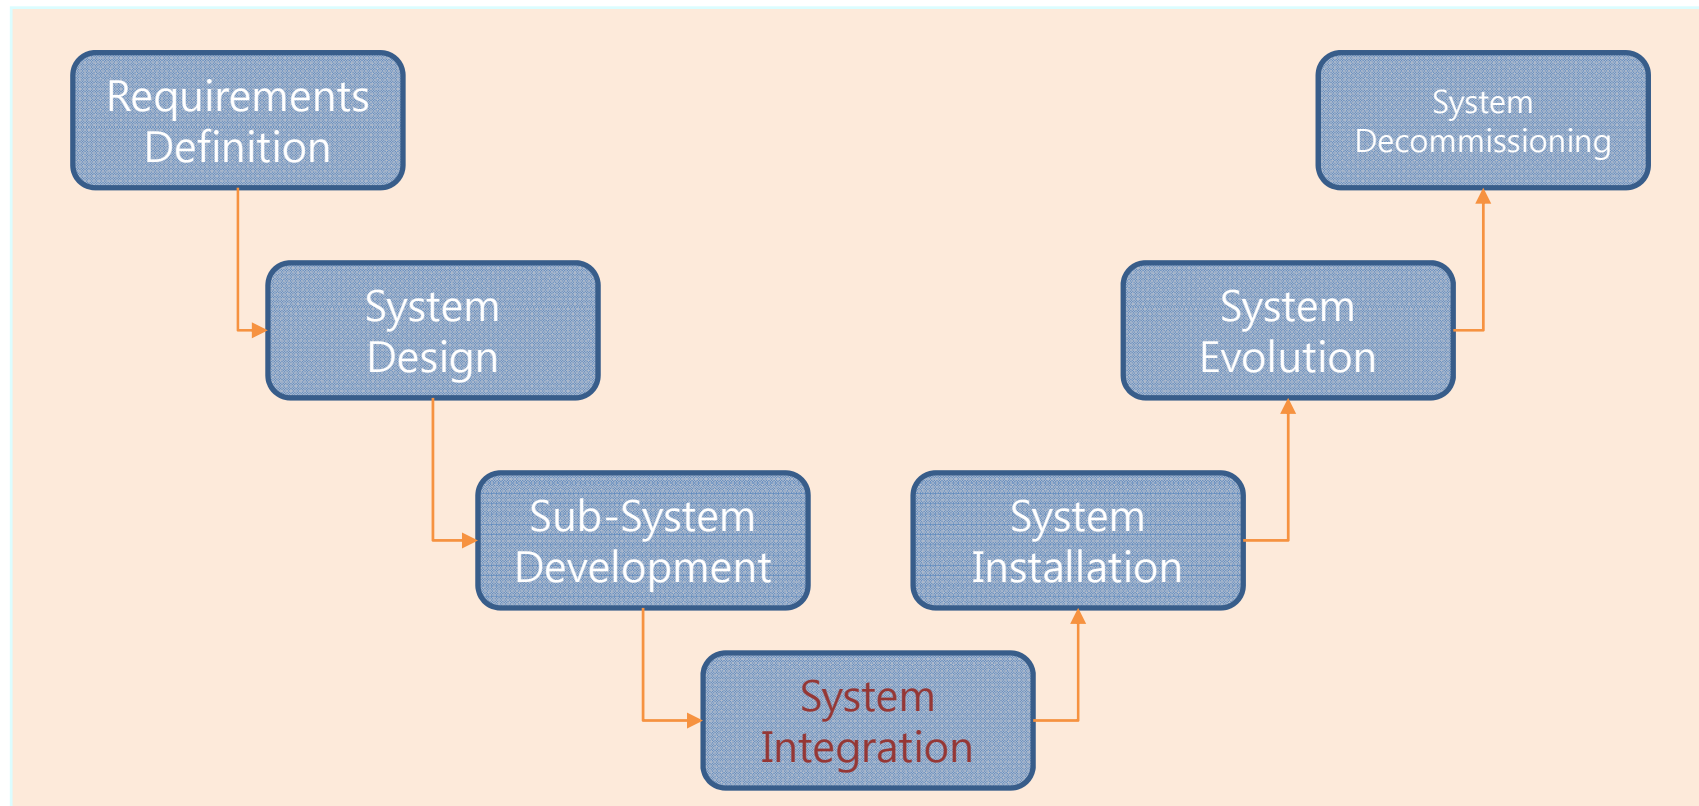 Requirements
Definition
System
Decommissioning
System
Design
System
Evolution
Sub-System
Development
System
Installation
System
Integration